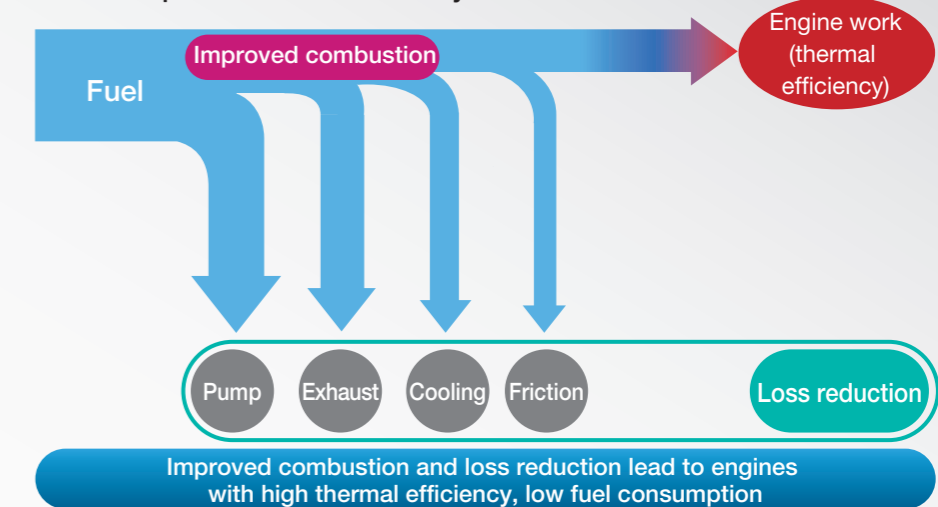 Engine work
(thermal
efficiency)
Improved combustion
Fuel
Pump
Exhaust
Cooling
Friction
Loss reduction
Improved combustion and loss reduction lead to engines
with high thermal efficiency, low fuel consumption